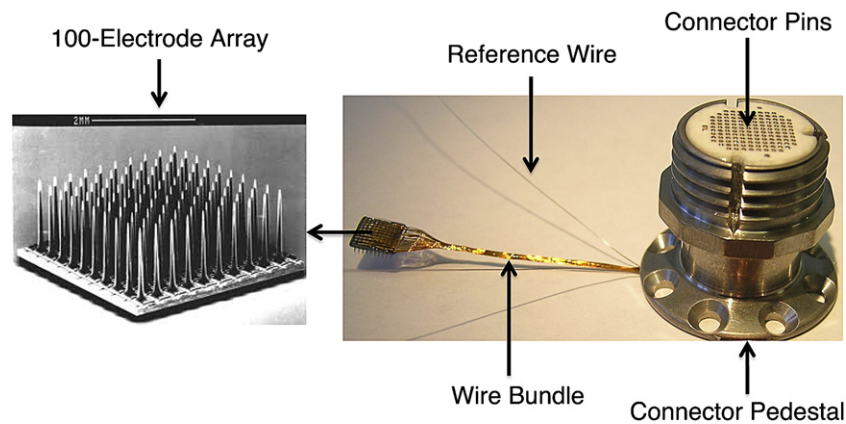 100-Electrode Array
Reference Wire
Connector Pins
2MM
Wire Bundle
Connector Pedestal